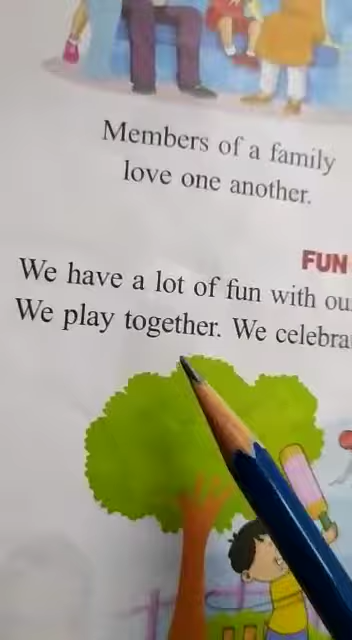 Members of a family
love one another.
FUN
We have a lot of fun with
We play together. We